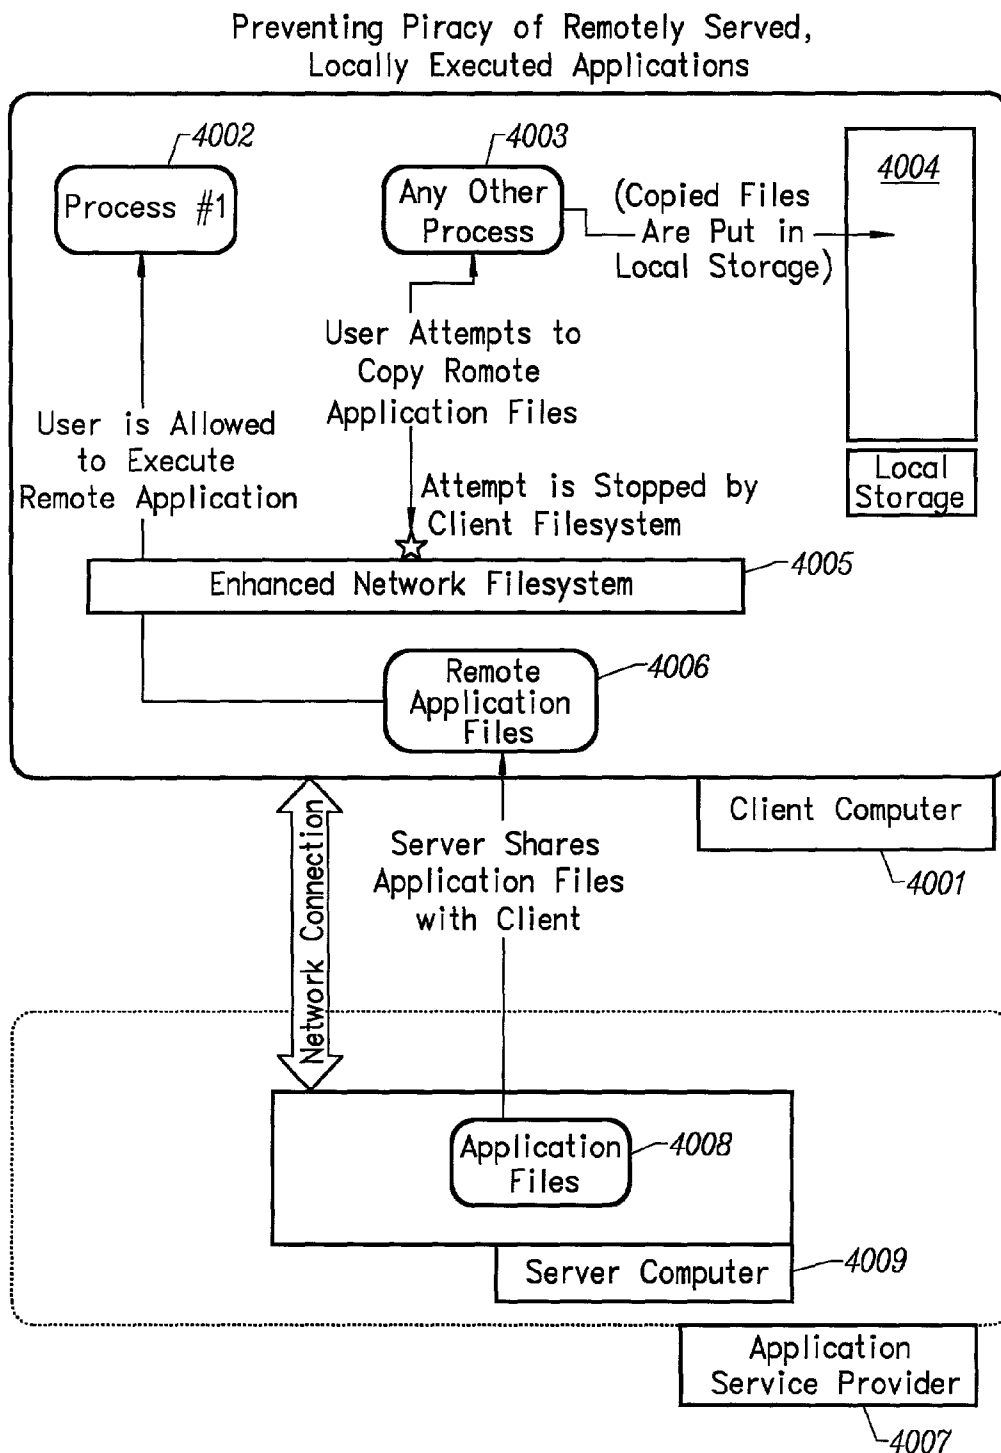 Preventing Piracy of Remotely Served,
Locally Executed Applications
4002
Process #1
4003
Any Other
Process
(Copied Files
Are Put in
Local Storage)
4004
Local
Storage
User Attempts to
Copy Romote
Application Files
User is Allowed
to Execute
Remote Application
Attempt is Stopped by
Client Filesystem
Enhanced Network Filesystem
4005
Remote
Application
Files
4006
Client Computer
4001
Network Connection
Server Shares
Application Files
with Client
Application
Files
4008
Server Computer
4009
Application
Service Provider
4007